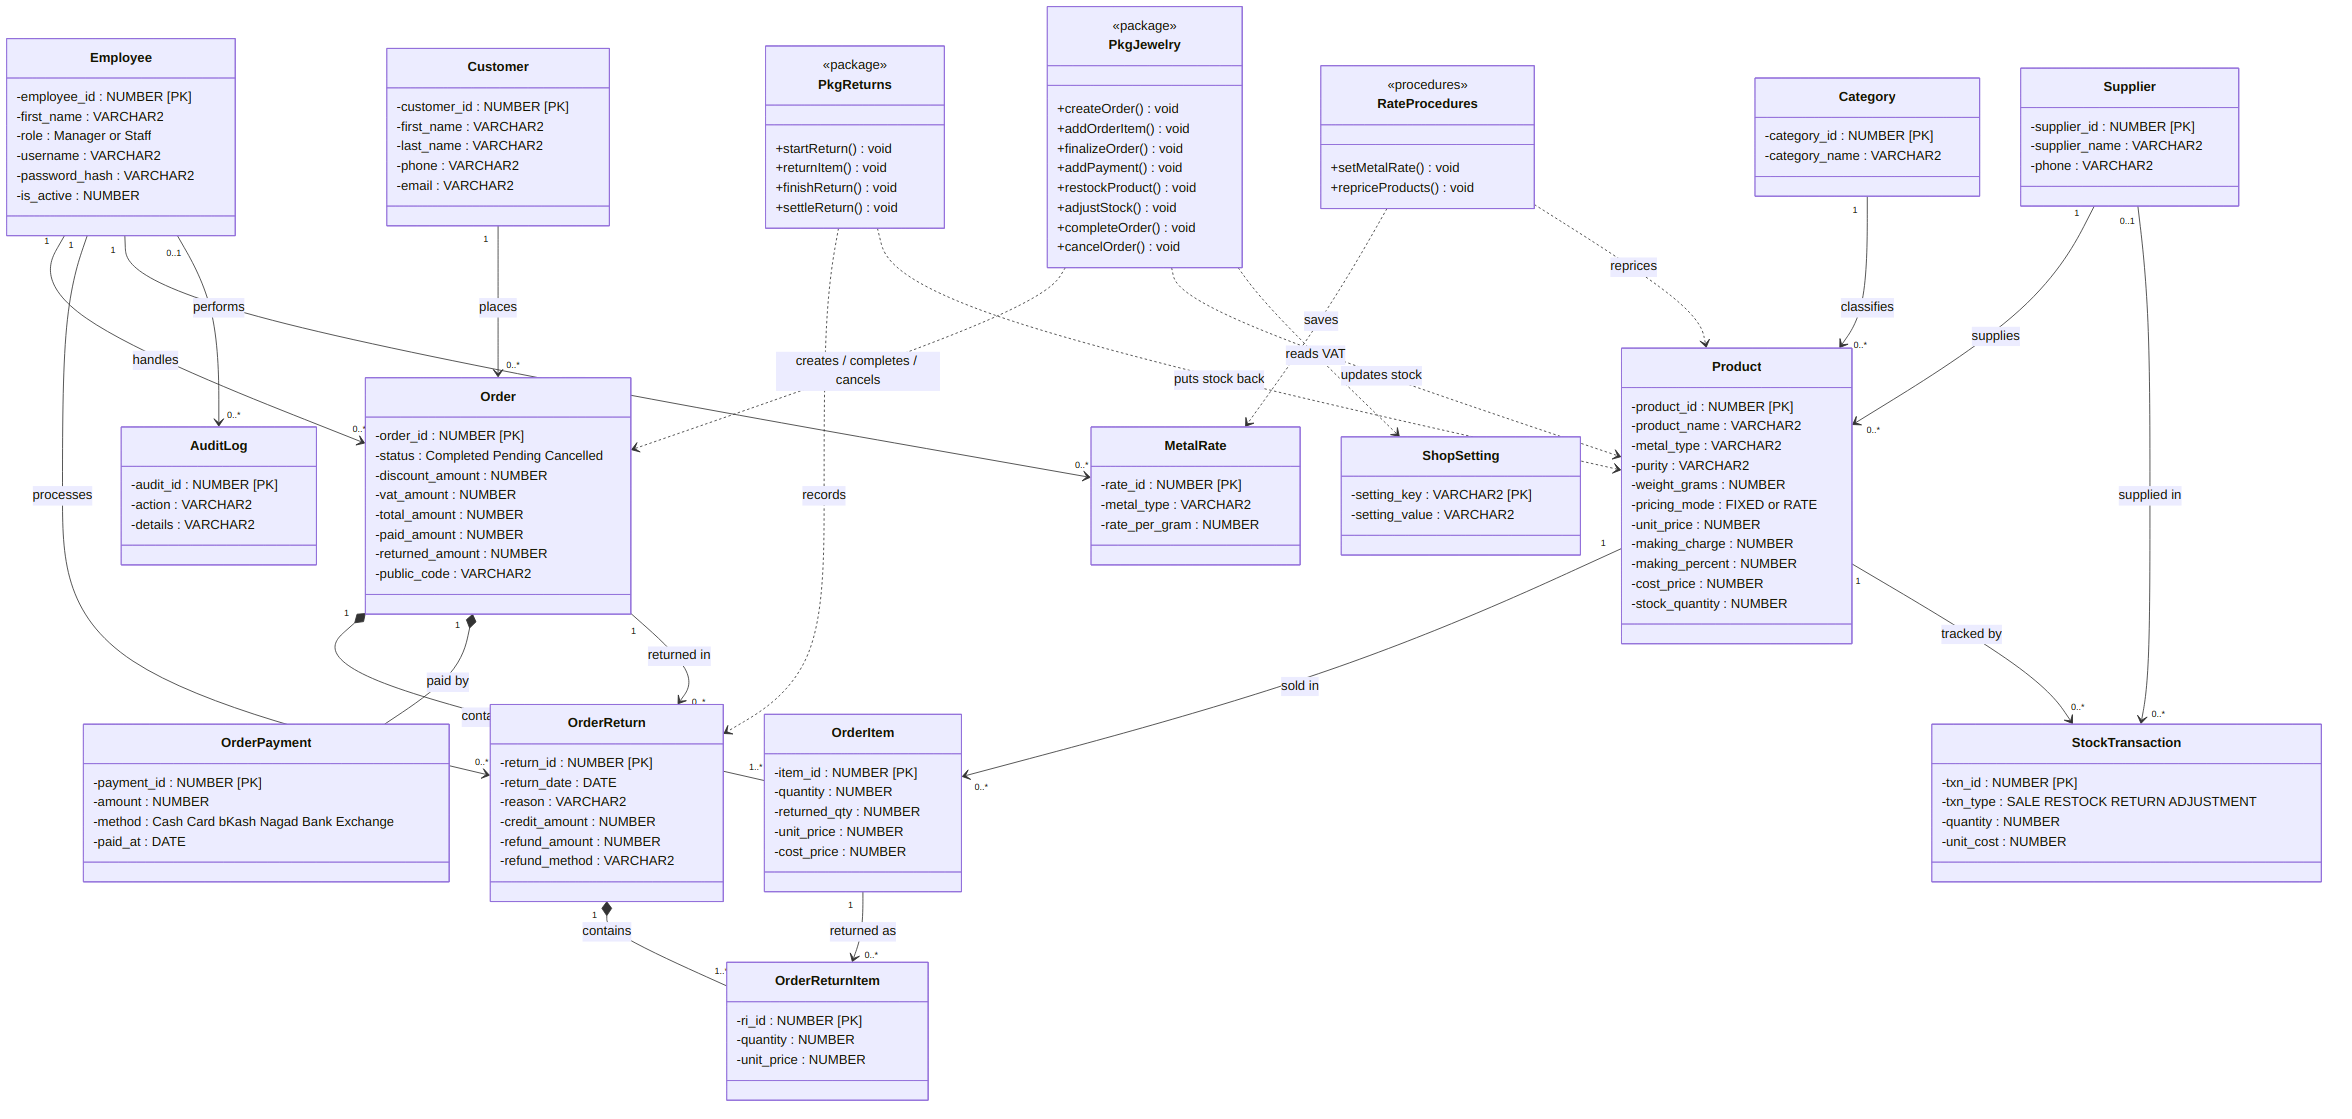 Employee
-employee_id : NUMBER [PK]
-first_name : VARCHAR2
-role : Manager or Staff
-username : VARCHAR2
-password_hash : VARCHAR2
-is_active : NUMBER
Customer
-customer_id : NUMBER [PK]
-first_name : VARCHAR2
-last_name : VARCHAR2
-phone : VARCHAR2
-email : VARCHAR2
«package»
PkgReturns
+startReturn() : void
+returnItem() : void
+finishReturn() : void
+settleReturn() : void
«package»
PkgJewelry
+createOrder() : void
+addOrderItem() : void
+finalizeOrder() : void
+addPayment() : void
+restockProduct() : void
+adjustStock() : void
+completeOrder() : void
+cancelOrder() : void
«procedures»
RateProcedures
+setMetalRate() : void
+repriceProducts() : void
Category
-category_id : NUMBER [PK]
-category_name : VARCHAR2
Supplier
-supplier_id : NUMBER [PK]
-supplier_name : VARCHAR2
-phone : VARCHAR2
1
1
1
0..1
1
1
1
0..1
performs
places
reprices
saves
classifies
supplies
handles
creates / completes /
cancels
reads VAT
puts stock back
updates stock
0..*
0..*
0..*
0..*
0..*
0..*
Order
-order_id : NUMBER [PK]
-status : Completed Pending Cancelled
-discount_amount : NUMBER
-vat_amount : NUMBER
-total_amount : NUMBER
-paid_amount : NUMBER
-returned_amount : NUMBER
-public_code : VARCHAR2
AuditLog
-audit_id : NUMBER [PK]
-action : VARCHAR2
-details : VARCHAR2
MetalRate
-rate_id : NUMBER [PK]
-metal_type : VARCHAR2
-rate_per_gram : NUMBER
ShopSetting
-setting_key : VARCHAR2 [PK]
-setting_value : VARCHAR2
Product
-product_id : NUMBER [PK]
-product_name : VARCHAR2
-metal_type : VARCHAR2
-purity : VARCHAR2
-weight_grams : NUMBER
-pricing_mode : FIXED or RATE
-unit_price : NUMBER
-making_charge : NUMBER
-making_percent : NUMBER
-cost_price : NUMBER
-stock_quantity : NUMBER
processes
records
supplied in
1
1
1
1
1
paid by
returned in
conta
sold in
tracked by
0..*
0..*
1..*
0..*
0..*
0..*
OrderPayment
-payment_id : NUMBER [PK]
-amount : NUMBER
-method : Cash Card bKash Nagad Bank Exchange
-paid_at : DATE
OrderReturn
-return_id : NUMBER [PK]
-return_date : DATE
-reason : VARCHAR2
-credit_amount : NUMBER
-refund_amount : NUMBER
-refund_method : VARCHAR2
OrderItem
-item_id : NUMBER [PK]
-quantity : NUMBER
-returned_qty : NUMBER
-unit_price : NUMBER
-cost_price : NUMBER
StockTransaction
-txn_id : NUMBER [PK]
-txn_type : SALE RESTOCK RETURN ADJUSTMENT
-quantity : NUMBER
-unit_cost : NUMBER
1
1
contains
returned as
1..*
0..*
OrderReturnItem
-ri_id : NUMBER [PK]
-quantity : NUMBER
-unit_price : NUMBER